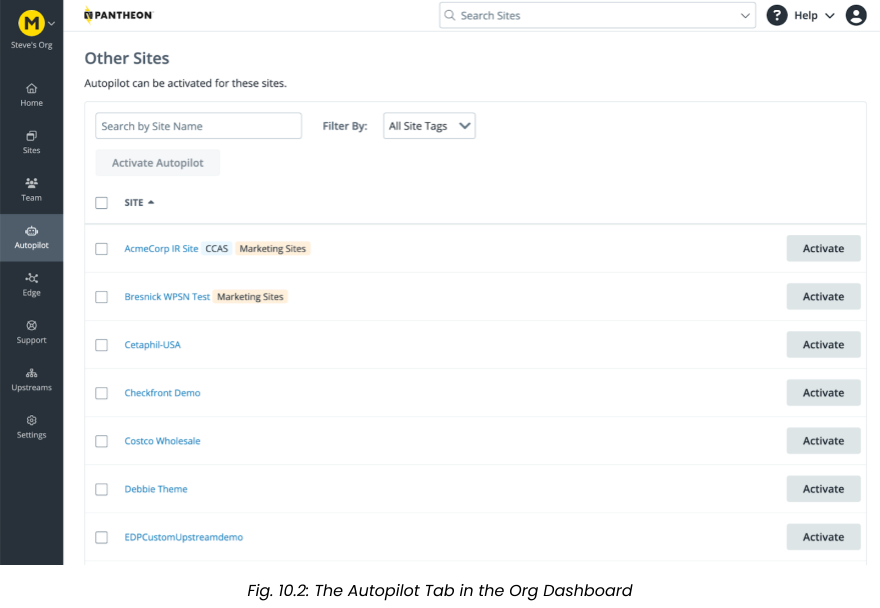 M
Steve's Org
PANTHEON
Search Sites
? Help
Home
Sites
Team
Autopilot
Edge
Support
Upstreams
Settings
Other Sites
Autopilot can be activated for these sites.
Search by Site Name
Filter By: All Site Tags
Activate Autopilot
SITE
AcmeCorp IR Site CCAS Marketing Sites Activate
Bresnick WPSN Test Marketing Sites Activate
Cetaphil-USA Activate
Checkfront Demo Activate
Costco Wholesale Activate
Debbie Theme Activate
EDPCustomUpstreamdemo Activate
Fig. 10.2: The Autopilot Tab in the Org Dashboard